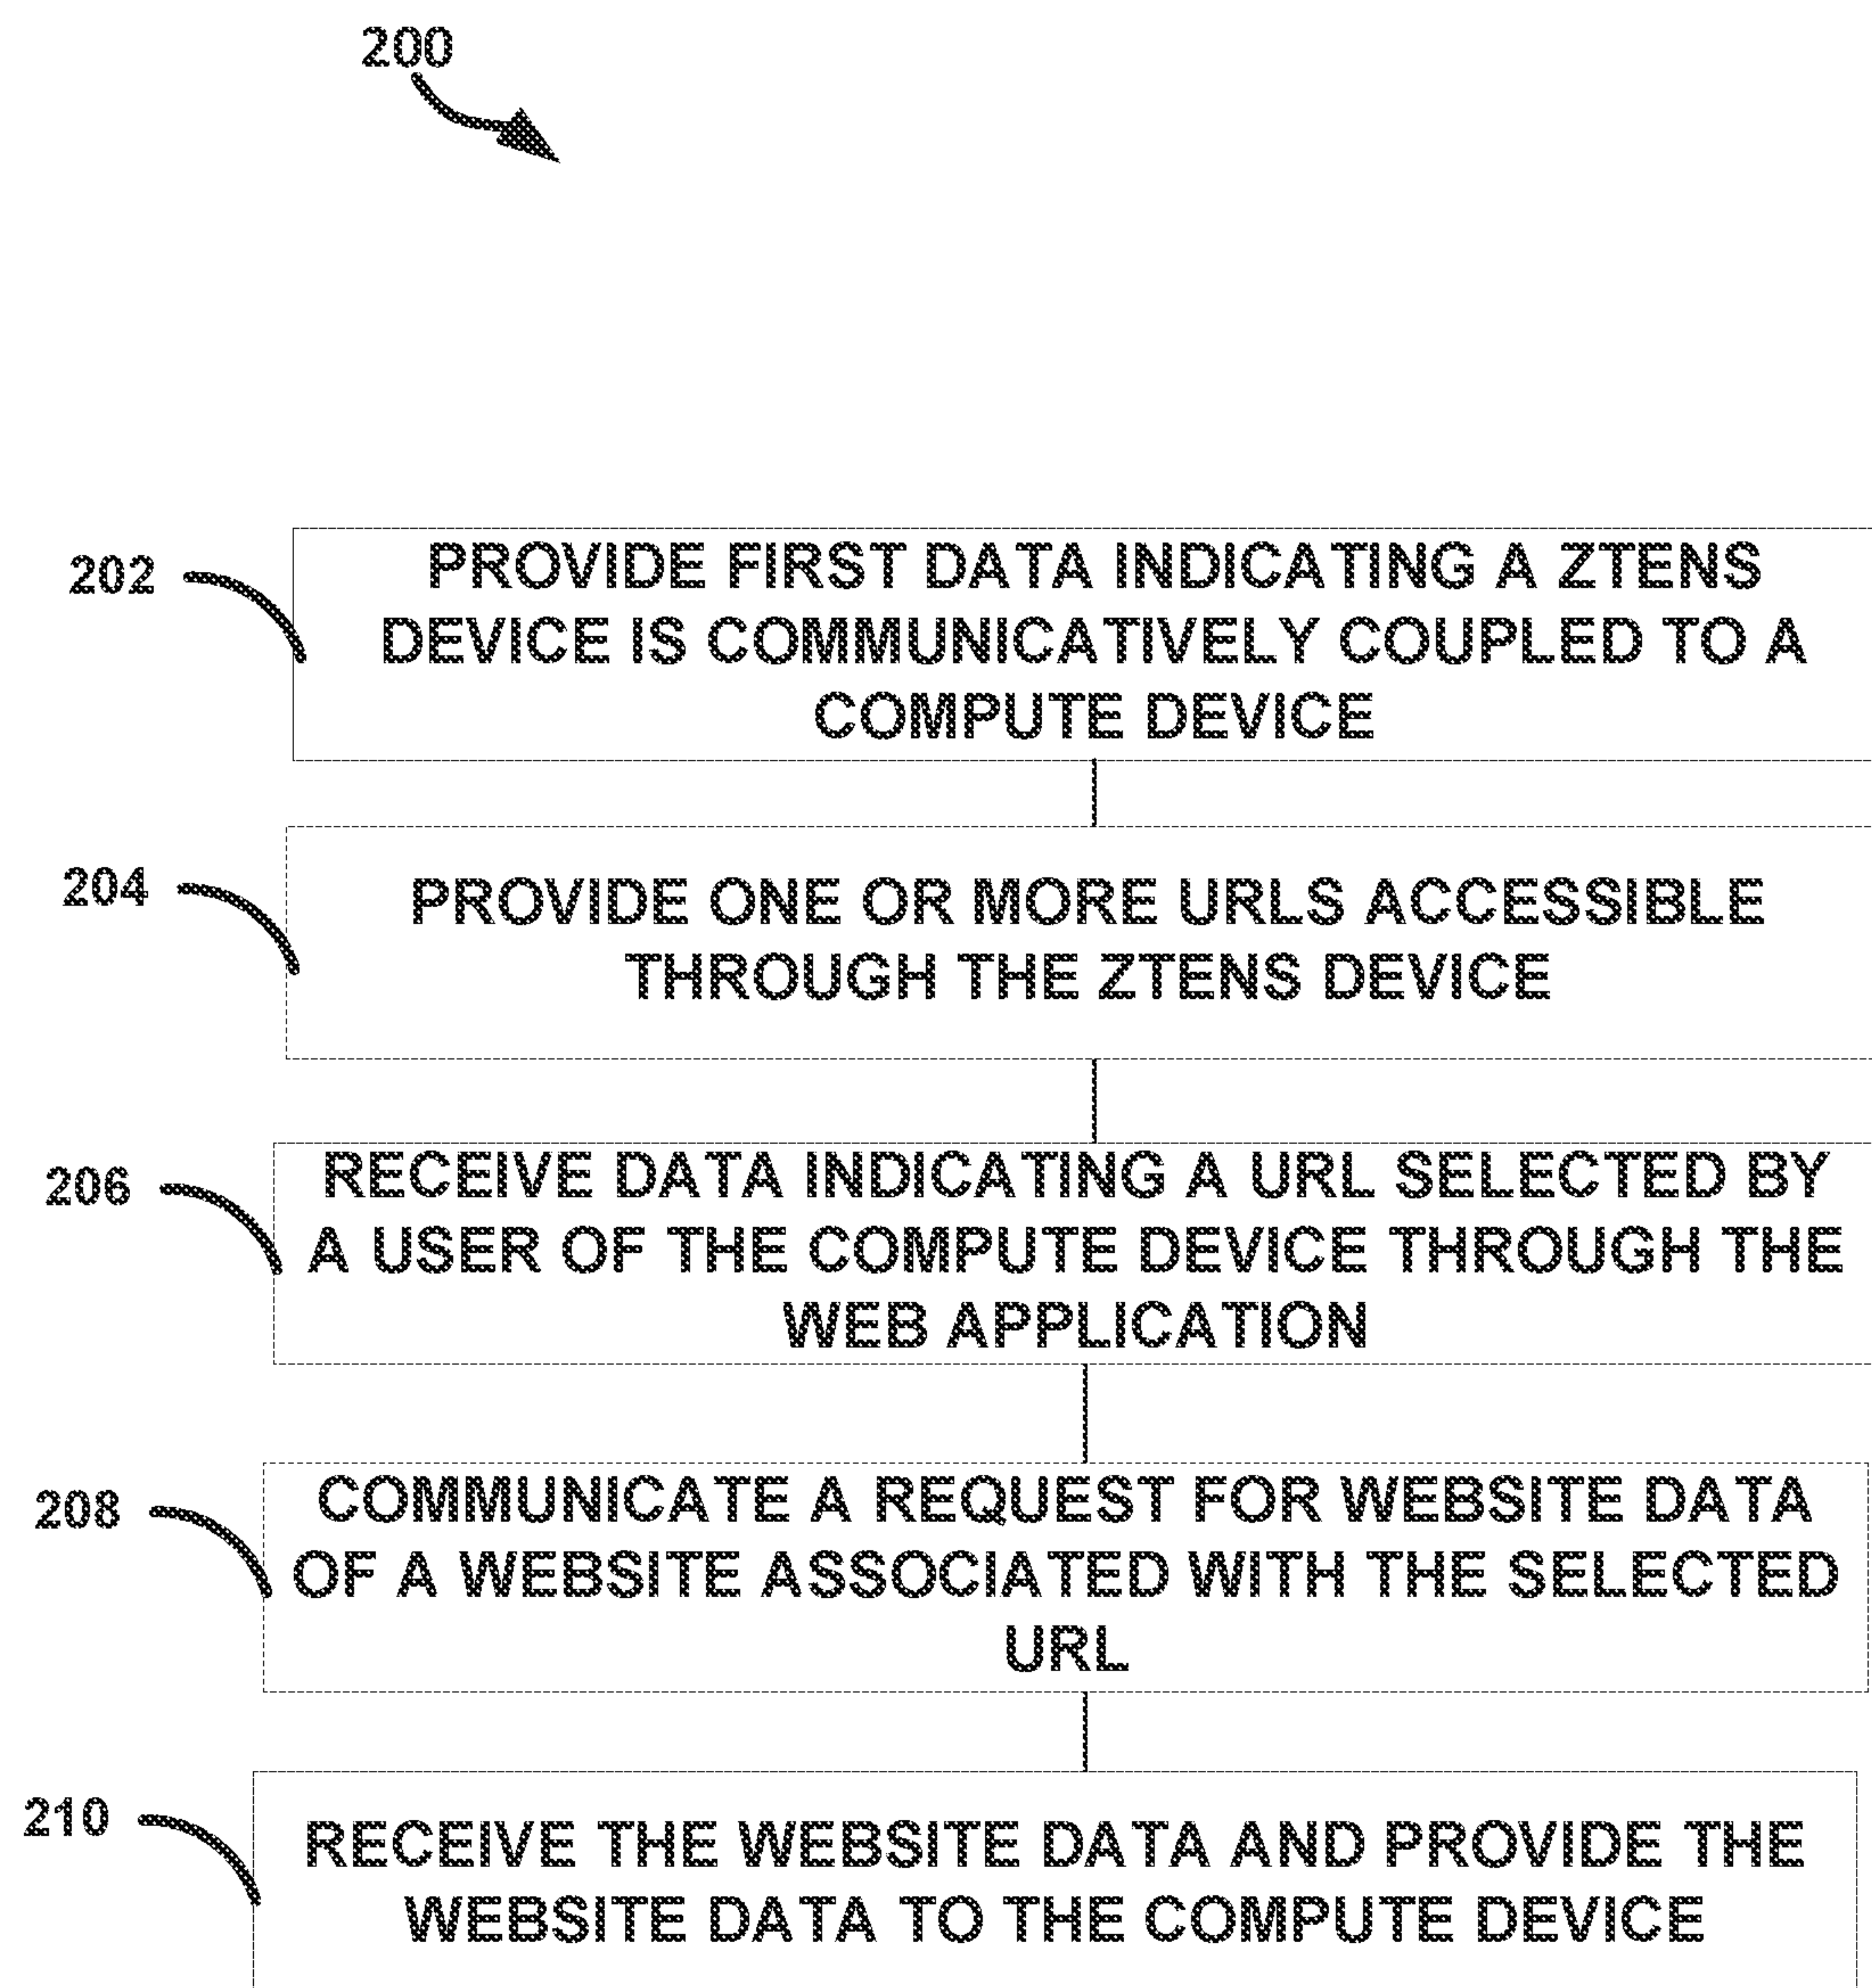 200
202
PROVIDE FIRST DATA INDICATING A ZTENS
DEVICE IS COMMUNICATIVELY COUPLED TO A
COMPUTE DEVICE
204
PROVIDE ONE OR MORE URLS ACCESSIBLE
THROUGH THE ZTENS DEVICE
206
RECEIVE DATA INDICATING A URL SELECTED BY
A USER OF THE COMPUTE DEVICE THROUGH THE
WEB APPLICATION
208
COMMUNICATE A REQUEST FOR WEBSITE DATA
OF A WEBSITE ASSOCIATED WITH THE SELECTED
URL
210
RECEIVE THE WEBSITE DATA AND PROVIDE THE
WEBSITE DATA TO THE COMPUTE DEVICE